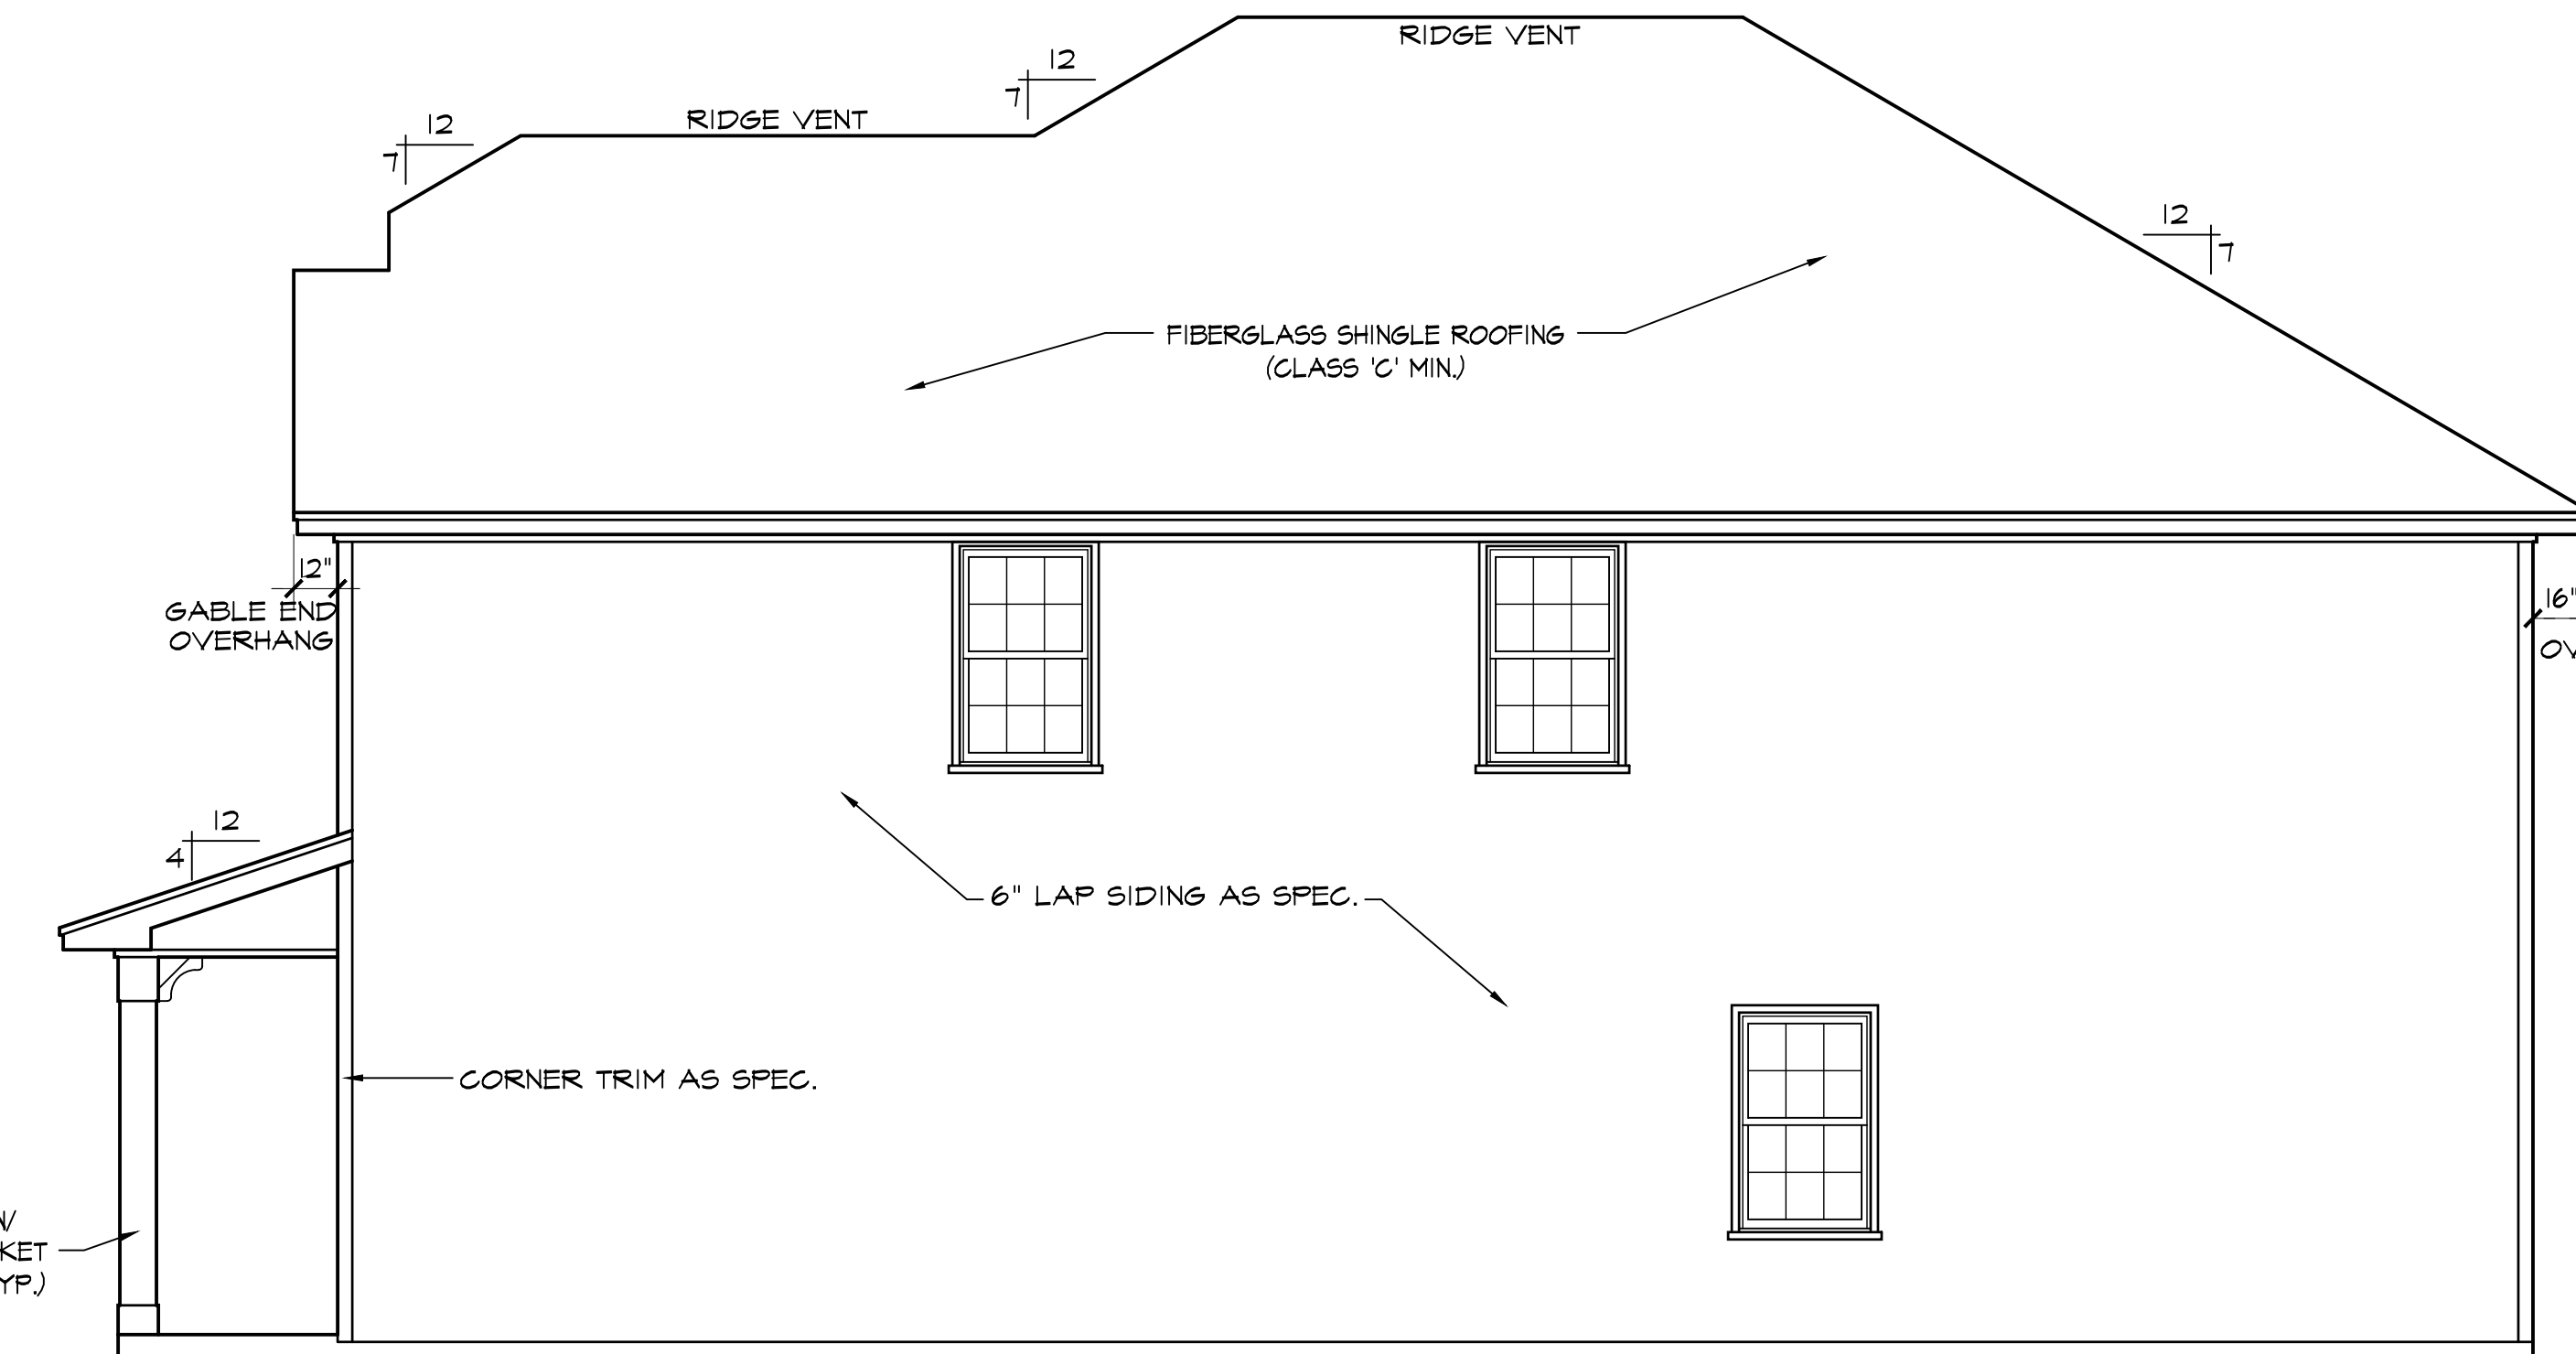 RIDGE VENT
12
7
12
7
RIDGE VENT
12
7
FIBERGLASS SHINGLE ROOFING
(CLASS 'C' MIN.)
12"
GABLE END
OVERHANG
16"
12
4
6" LAP SIDING AS SPEC.
CORNER TRIM AS SPEC.